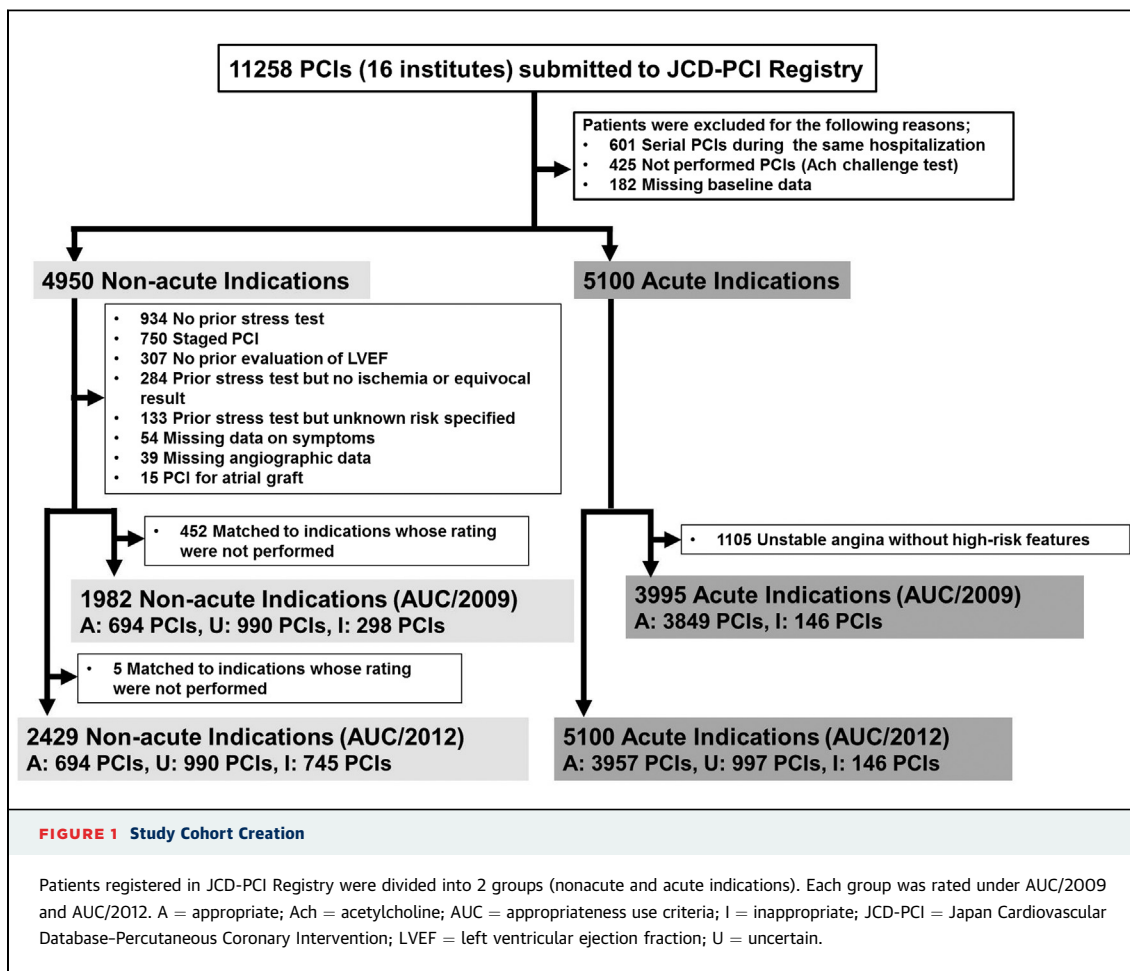 11258 PCIs (16 institutes) submitted to JCD-PCI Registry
Patients were excluded for the following reasons;
• 601 Serial PCIs during the same hospitalization
• 425 Not performed PCIs (Ach challenge test)
• 182 Missing baseline data
4950 Non-acute Indications
5100 Acute Indications
• 934 No prior stress test
• 750 Staged PCI
• 307 No prior evaluation of LVEF
• 284 Prior stress test but no ischemia or equivocal
result
• 133 Prior stress test but unknown risk specified
• 54 Missing data on symptoms
• 39 Missing angiographic data
• 15 PCI for atrial graft
• 452 Matched to indications whose rating
were not performed
• 1105 Unstable angina without high-risk features
1982 Non-acute Indications (AUC/2009)
A: 694 PCIs, U: 990 PCIs, I: 298 PCIs
3995 Acute Indications (AUC/2009)
A: 3849 PCIs, I: 146 PCIs
• 5 Matched to indications whose rating
were not performed
2429 Non-acute Indications (AUC/2012)
A: 694 PCIs, U: 990 PCIs, I: 745 PCIs
5100 Acute Indications (AUC/2012)
A: 3957 PCIs, U: 997 PCIs, I: 146 PCIs
FIGURE 1 Study Cohort Creation
Patients registered in JCD-PCI Registry were divided into 2 groups (nonacute and acute indications). Each group was rated under AUC/2009
and AUC/2012. A = appropriate; Ach = acetylcholine; AUC = appropriateness use criteria; I = inappropriate; JCD-PCI = Japan Cardiovascular
Database–Percutaneous Coronary Intervention; LVEF = left ventricular ejection fraction; U = uncertain.